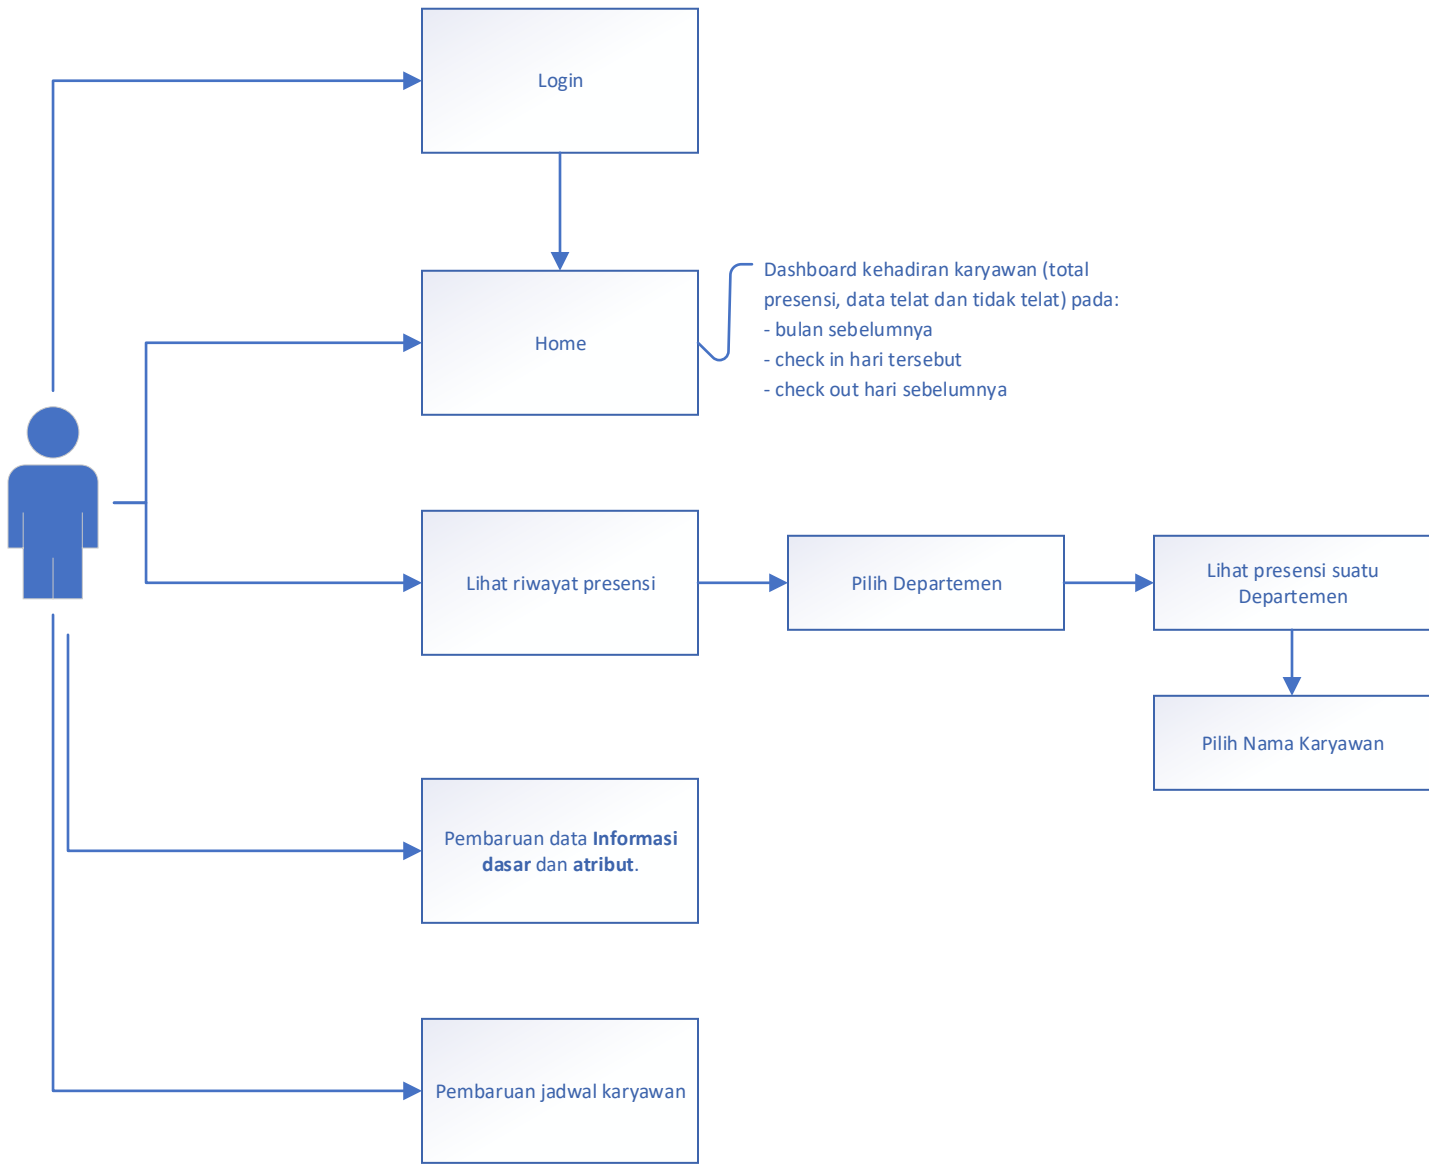 Login
Home
Dashboard kehadiran karyawan (total
presensi, data telat dan tidak telat) pada:
- bulan sebelumnya
- check in hari tersebut
- check out hari sebelumnya
Lihat riwayat presensi
Pilih Departemen
Lihat presensi suatu
Departemen
Pilih Nama Karyawan
Pembaruan data Informasi
dasar dan atribut.
Pembaruan jadwal karyawan